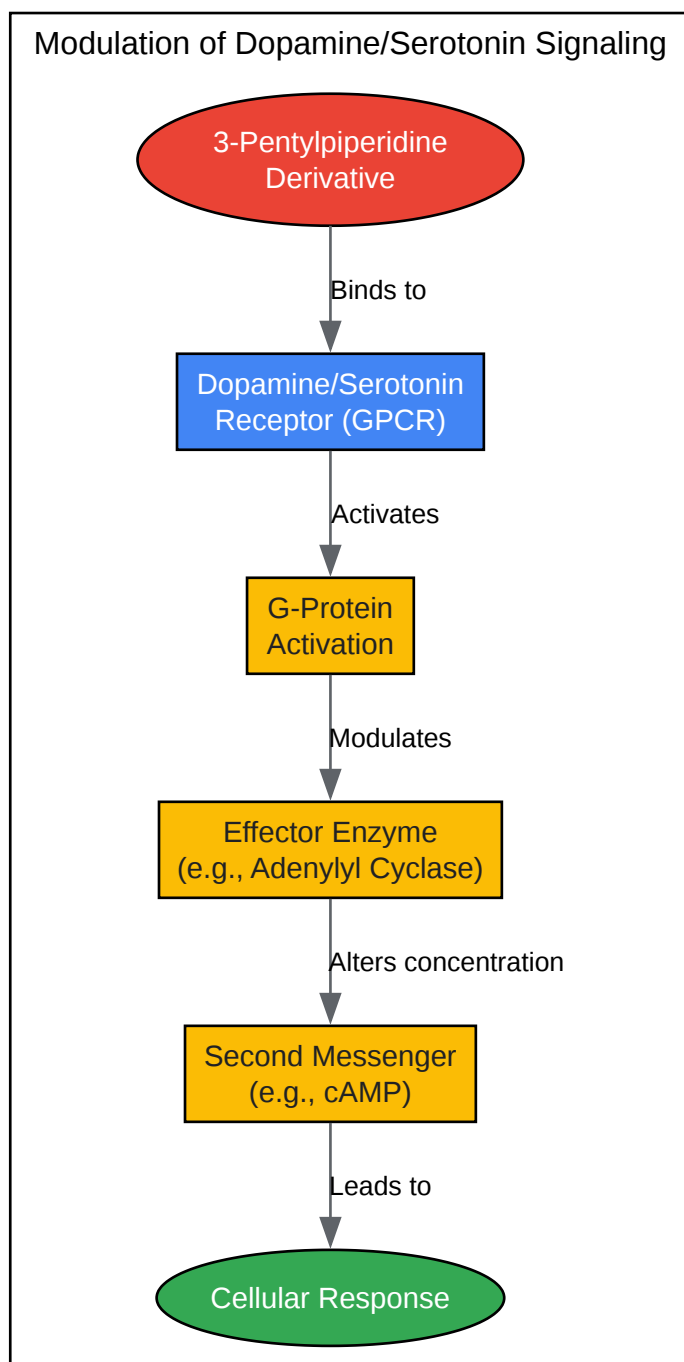 Modulation of Dopamine/Serotonin Signaling
3-Pentylpiperidine
Derivative
Binds to
Dopamine/Serotonin
Receptor (GPCR)
Activates
G-Protein
Activation
Modulates
Effector Enzyme
(e.g., Adenylyl Cyclase)
Alters concentration
Second Messenger
(e.g., cAMP)
Leads to
Cellular Response